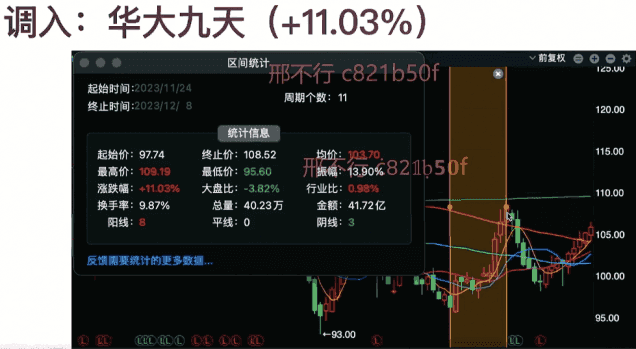 调入：华大九天（+11.03%）
区间统计
前复权
邢不行 c821b50f
起始时间:2023/11/24
终止时间:2023/12/ 8
周期个数: 11
125.00
统计信息
起始价: 97.74 终止价: 108.52 均价: 103.70
最高价: 109.19 最低价: 95.60 振幅: 13.90%
邢不行 c821b50f
涨跌幅: +11.03% 大盘比: -3.82% 行业比: 0.98%
换手率: 9.87% 总量: 40.23万 金额: 41.72亿
阳线: 8 平线: 0 阴线: 3
反馈需要统计的更多数据...
115.00
110.00
105.00
100.00
95.00
←93.00